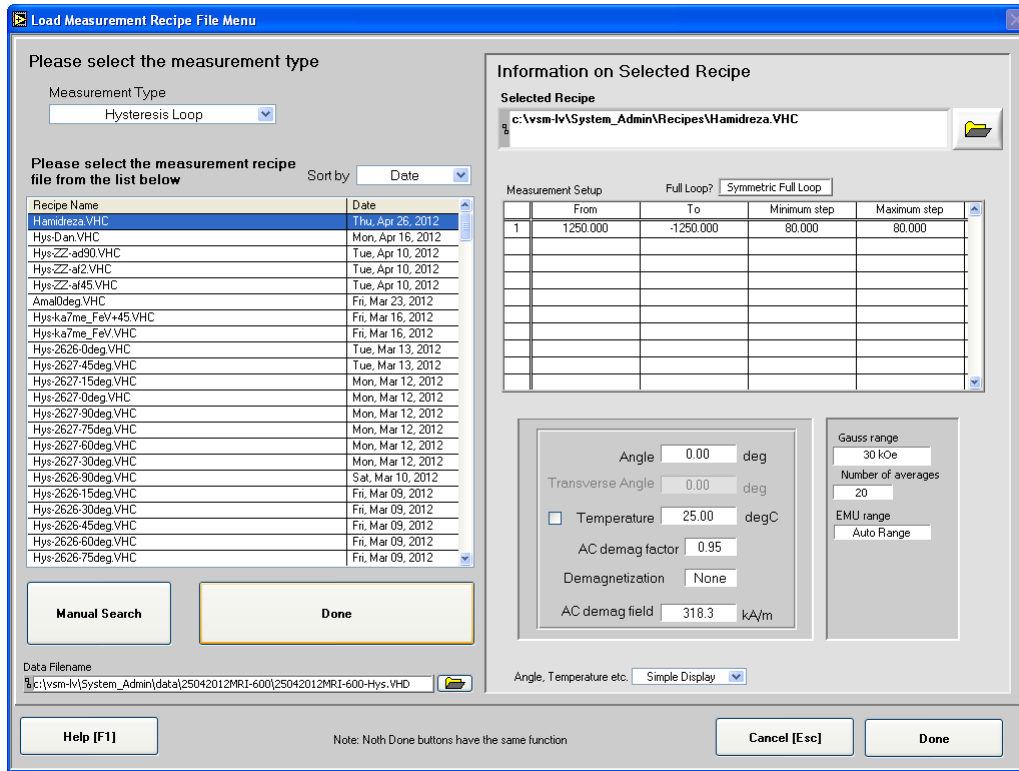 Load Measurement Recipe File Menu
Please select the measurement type
Measurement Type
Hysteresis Loop
Please select the measurement recipe
file from the list below
Sort by
Date
Recipe Name Date
Hamidreza.VHC Thu, Apr 26, 2012
Hys-Dan.VHC Mon, Apr 16, 2012
Hys-ZZ-ad90.VHC Tue, Apr 10, 2012
Hys-ZZ-af2.VHC Tue, Apr 10, 2012
Hys-ZZ-af45.VHC Tue, Apr 10, 2012
Amal0deg.VHC Fri, Mar 23, 2012
Hys-ka7me_FeV+45.VHC Fri, Mar 16, 2012
Hys-ka7me_FeV.VHC Fri, Mar 16, 2012
Hys-2626-0deg.VHC Tue, Mar 13, 2012
Hys-2627-45deg.VHC Tue, Mar 13, 2012
Hys-2627-15deg.VHC Mon, Mar 12, 2012
Hys-2627-0deg.VHC Mon, Mar 12, 2012
Hys-2627-90deg.VHC Mon, Mar 12, 2012
Hys-2627-75deg.VHC Mon, Mar 12, 2012
Hys-2627-60deg.VHC Mon, Mar 12, 2012
Hys-2627-30deg.VHC Mon, Mar 12, 2012
Hys-2626-90deg.VHC Sat, Mar 10, 2012
Hys-2626-15deg.VHC Fri, Mar 09, 2012
Hys-2626-30deg.VHC Fri, Mar 09, 2012
Hys-2626-45deg.VHC Fri, Mar 09, 2012
Hys-2626-60deg.VHC Fri, Mar 09, 2012
Hys-2626-75deg.VHC Fri, Mar 09, 2012
Manual Search
Done
Data Filename
c:\vsm-lv\System_Admin\data\25042012MRI-600\25042012MRI-600-Hys.VHD
Information on Selected Recipe
Selected Recipe
c:\vsm-lv\System_Admin\Recipes\Hamidreza.VHC
Measurement Setup Full Loop? Symmetric Full Loop
From To Minimum step Maximum step
1 1250.000 -1250.000 80.000 80.000
Angle 0.00 deg
Transverse Angle 0.00 deg
Temperature 25.00 degC
AC demag factor 0.95
Demagnetization None
AC demag field 318.3 kA/m
Gauss range
30 kOe
Number of averages
20
EMU range
Auto Range
Angle, Temperature etc. Simple Display
Help [F1]
Note: Noth Done buttons have the same function
Cancel [Esc]
Done